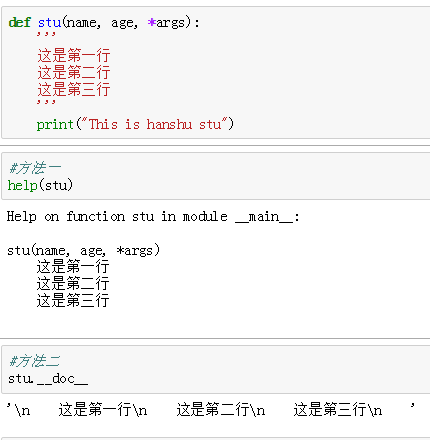 def stu(name, age, *args):
    '''
    这是第一行
    这是第二行
    这是第三行
    '''
    print("This is hanshu stu")
#方法一
help(stu)
Help on function stu in module __main__:
stu(name, age, *args)
    这是第一行
    这是第二行
    这是第三行
#方法二
stu.__doc__
'\n    这是第一行\n    这是第二行\n    这是第三行\n    '